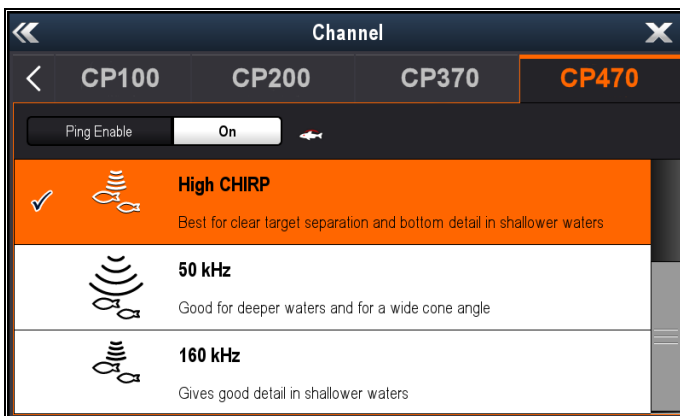 Channel
CP100 CP200 CP370 CP470
Ping Enable On
High CHIRP
Best for clear target separation and bottom detail in shallower waters
50 kHz
Good for deeper waters and for a wide cone angle
160 kHz
Gives good detail in shallower waters